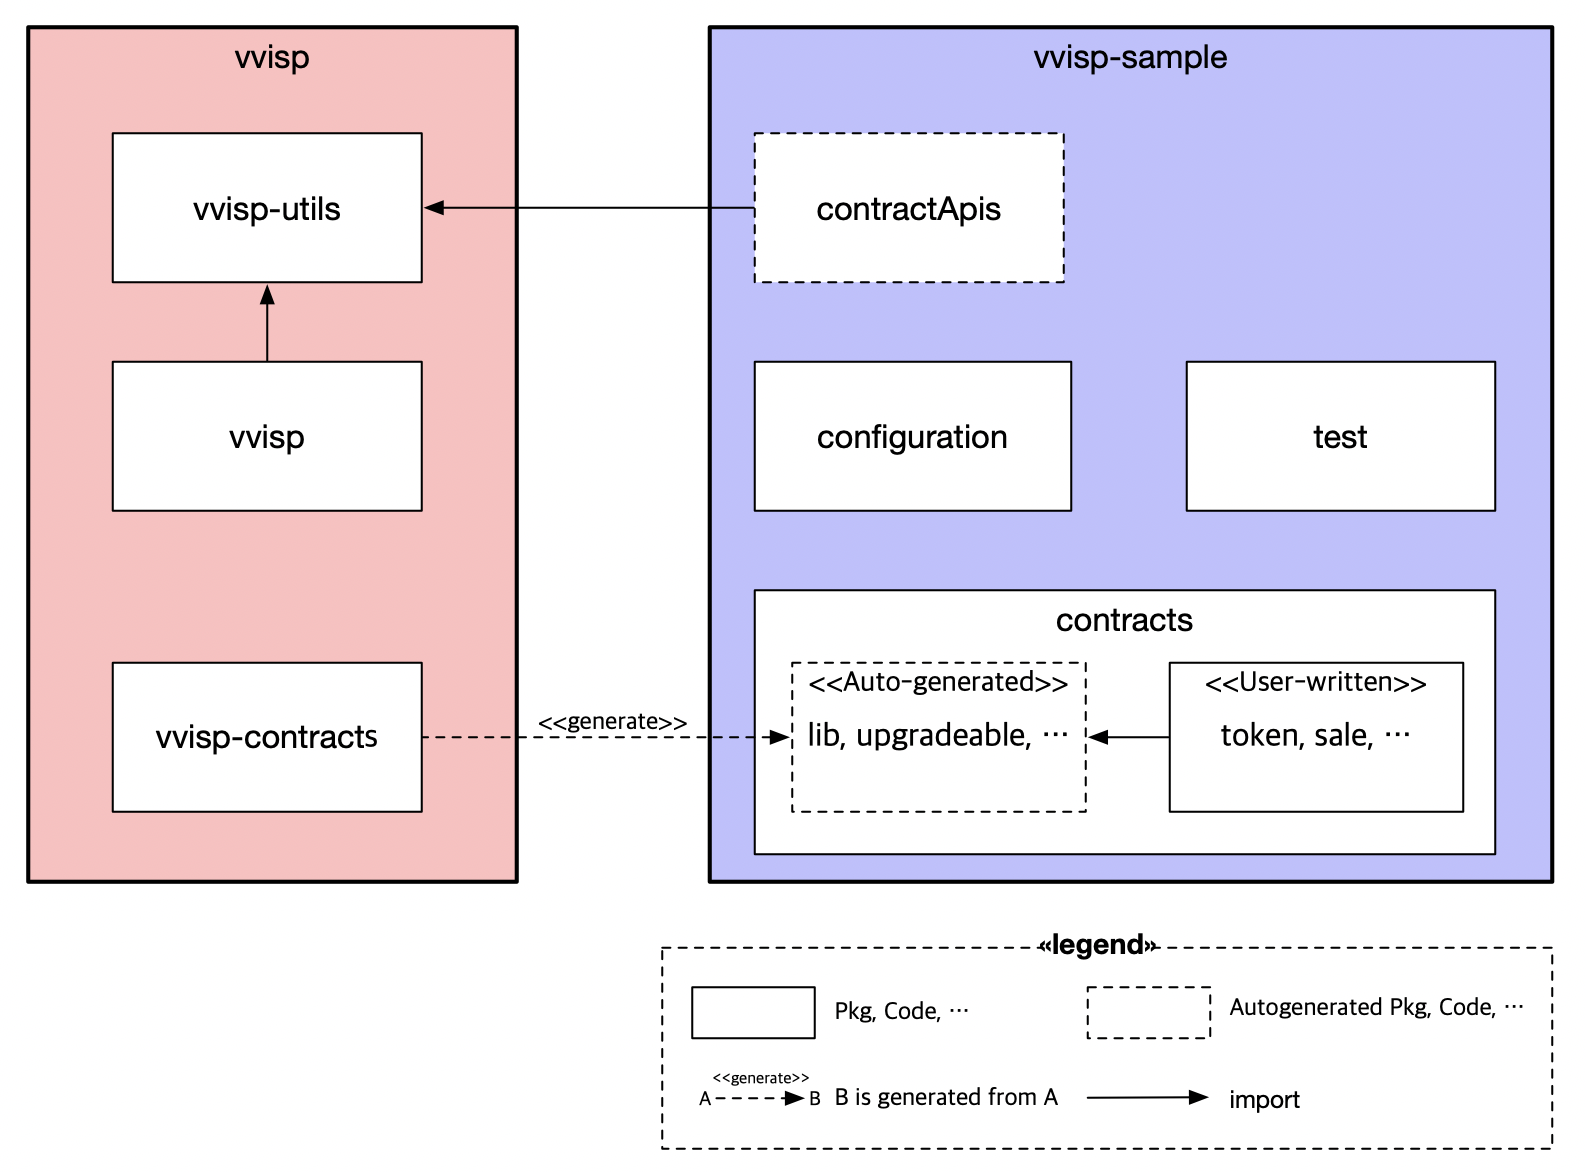 vvisp
vvisp-utils
vvisp
vvisp-contracts
<<generate>>
vvisp-sample
contractApis
configuration
test
contracts
<<Auto-generated>>
lib, upgradeable, ⋯
<<User-written>>
token, sale, ⋯
«legend»
Pkg, Code, ⋯
Autogenerated Pkg, Code, ⋯
<<generate>>
A B B is generated from A
import